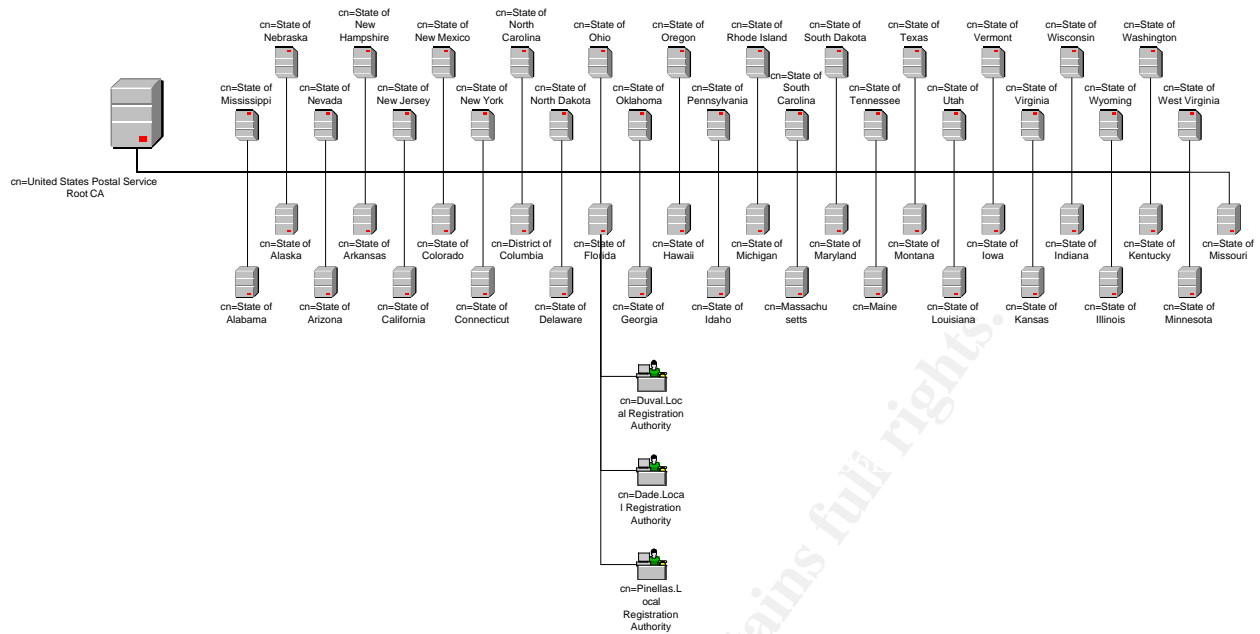 cn=State of
Nebraska
cn=State of
New
Hampshire
cn=State of
New Mexico
cn=State of
North
Carolina
cn=State of
Ohio
cn=State of
Oregon
cn=State of
Rhode Island
cn=State of
South Dakota
cn=State of
Texas
cn=State of
Vermont
cn=State of
Wisconsin
cn=State of
Washington
cn=State of
Mississippi
cn=State of
Nevada
cn=State of
New Jersey
cn=State of
New York
cn=State of
North Dakota
cn=State of
Oklahoma
cn=State of
Pennsylvania
cn=State of
South
Carolina
cn=State of
Tennessee
cn=State of
Utah
cn=State of
Virginia
cn=State of
Wyoming
cn=State of
West Virginia
cn=United States Postal Service
Root CA
cn=State of
Alaska
cn=State of
Arkansas
cn=State of
Colorado
cn=District of
Columbia
cn=State of
Florida
cn=State of
Hawaii
cn=State of
Michigan
cn=State of
Maryland
cn=State of
Montana
cn=State of
Iowa
cn=State of
Indiana
cn=State of
Kentucky
cn=State of
Missouri
cn=State of
Alabama
cn=State of
Arizona
cn=State of
California
cn=State of
Connecticut
cn=State of
Delaware
cn=State of
Georgia
cn=State of
Idaho
cn=Massachu
setts
cn=Maine
cn=State of
Louisiana
cn=State of
Kansas
cn=State of
Illinois
cn=State of
Minnesota
cn=Duval.Loc
al Registration
Authority
cn=Dade.Loca
l Registration
Authority
cn=Pinellas.L
ocal
Registration
Authority
tains full rights.